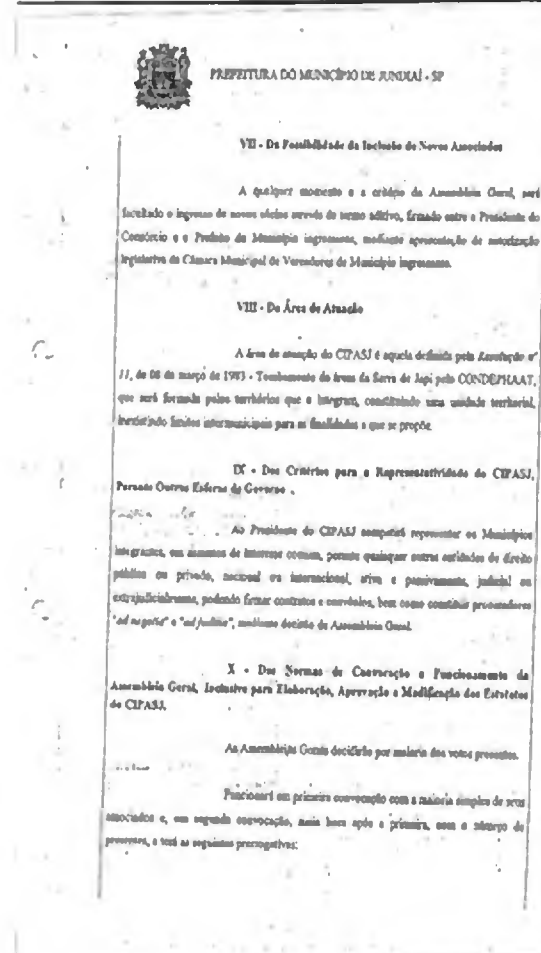 PREFEITURA DO MUNICÍPIO DE JUNDIAÍ - SP
VII - Da Possibilidade da Inclusão de Novos Associados
A qualquer momento e a critério da Assembléia Geral, será
facultado o ingresso de novos sócios através de termo aditivo, firmado entre o Presidente do
Consórcio e o Prefeito do Município ingressante, mediante apresentação de autorização
legislativa da Câmara Municipal de Vereadores do Município ingressante.
VIII - Da Área de Atuação
A área de atuação do CIPASJ é aquela definida pela Resolução nº
11, de 08 de março de 1983 - Tombamento da área da Serra do Japi pelo CONDEPHAAT,
que será formada pelos territórios que o integram, constituindo uma unidade territorial,
inexistindo limites intermunicipais para as finalidades a que se propõe.
IX - Dos Critérios para a Representatividade do CIPASJ,
Perante Outras Esferas de Governo
Ao Presidente do CIPASJ competirá representar os Municípios
integrantes, em assuntos de interesse comum, perante quaisquer outras entidades de direito
público ou privado, nacional ou internacional, ativa e passivamente, judicial ou
extrajudicialmente, podendo firmar contratos e convênios, bem como constituir procuradores
"ad negotia" e "ad judicia", mediante decisão da Assembléia Geral.
X - Das Normas de Convocação e Funcionamento da
Assembléia Geral, Inclusive para Elaboração, Aprovação e Modificação dos Estatutos
do CIPASJ.
As Assembléias Gerais decidirão por maioria dos votos presentes.
Funcionará em primeira convocação com a maioria simples de seus
associados e, em segunda convocação, meia hora após a primeira, com o número de
presentes, e terá as seguintes prerrogativas: